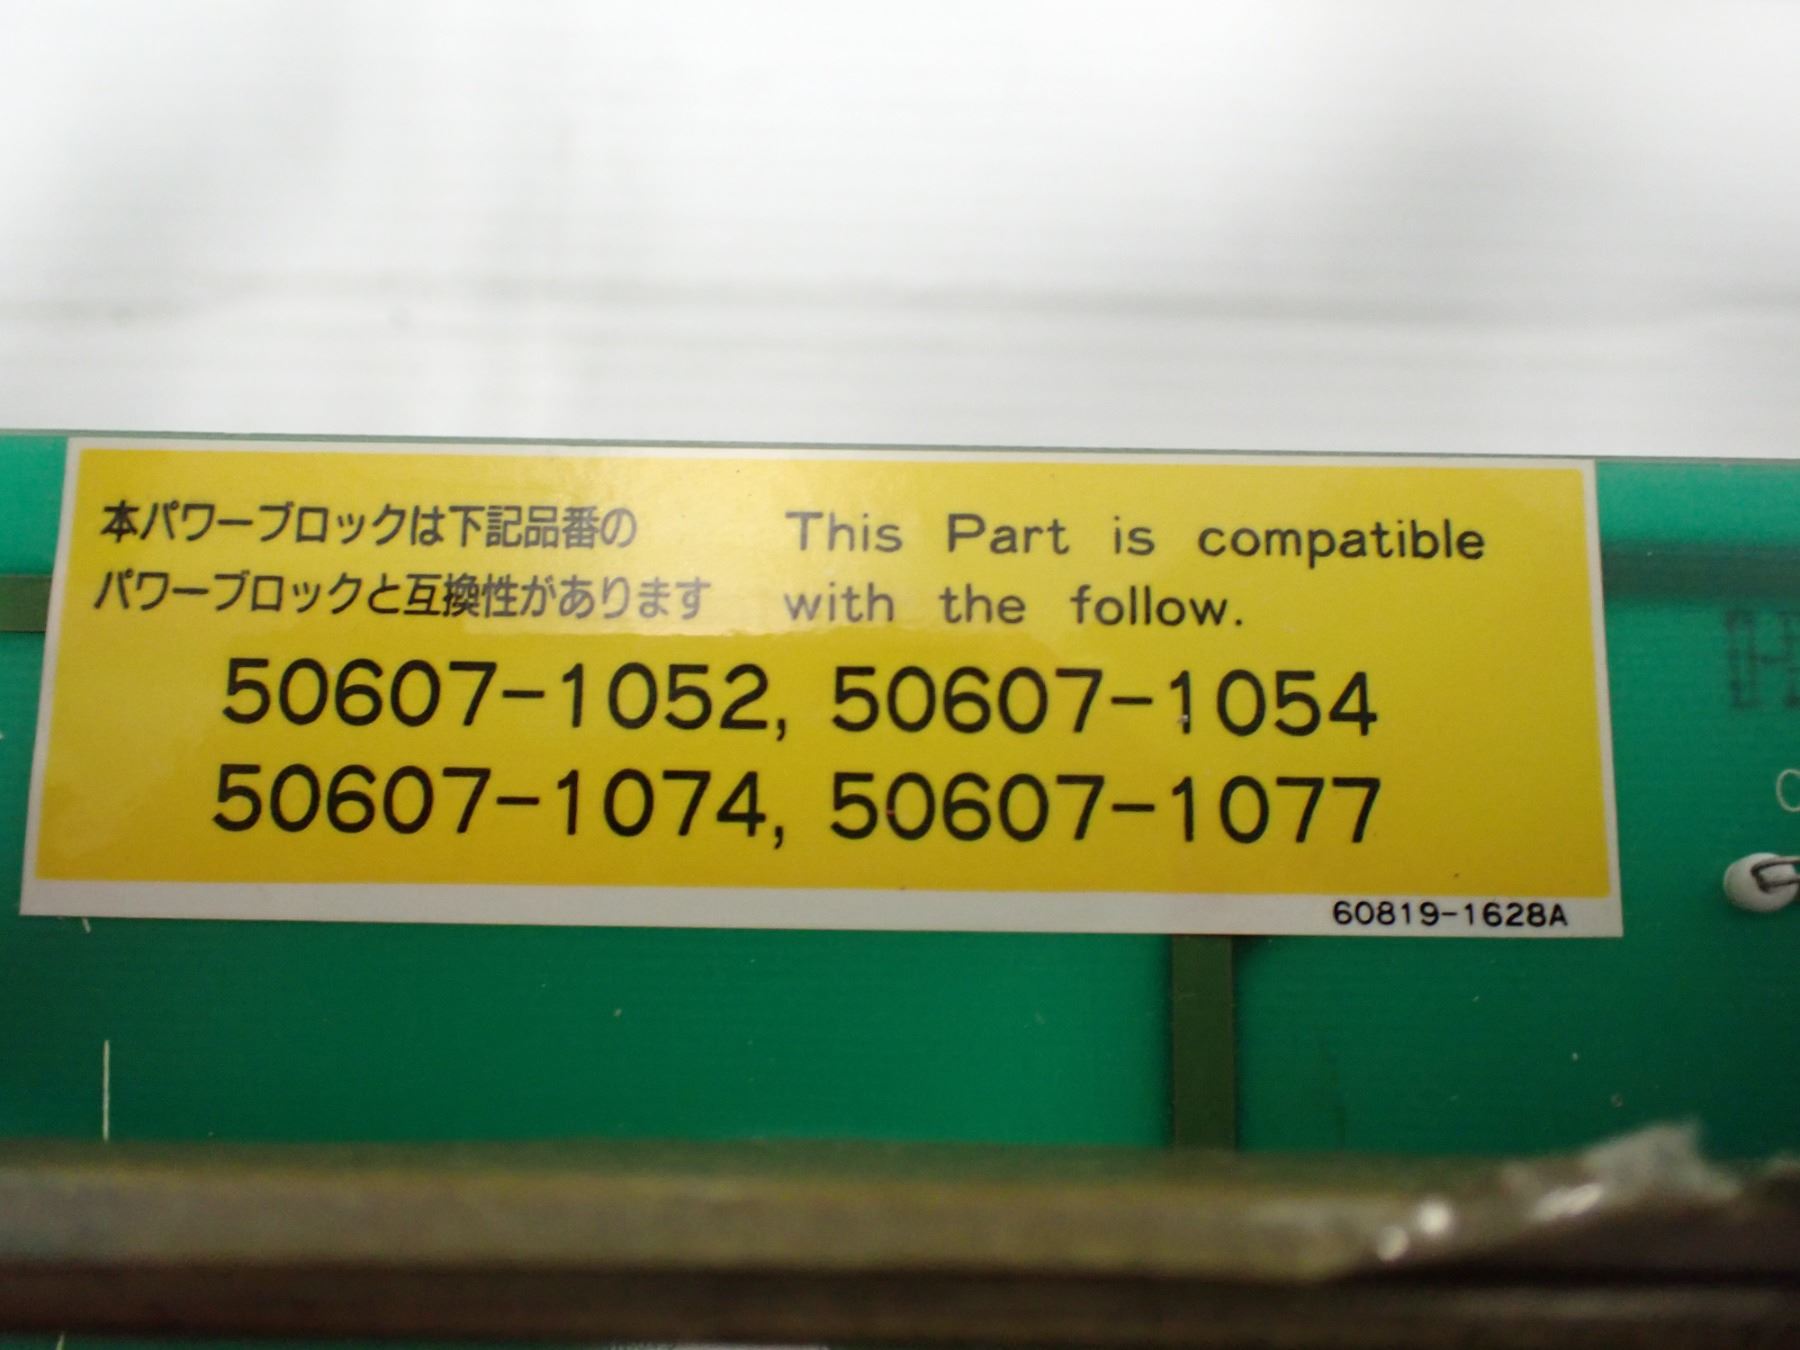 本パワーブロックは下記品番の
パワーブロックと互換性があります
This Part is compatible
with the follow.
50607-1052, 50607-1054
50607-1074, 50607-1077
60819-1628A